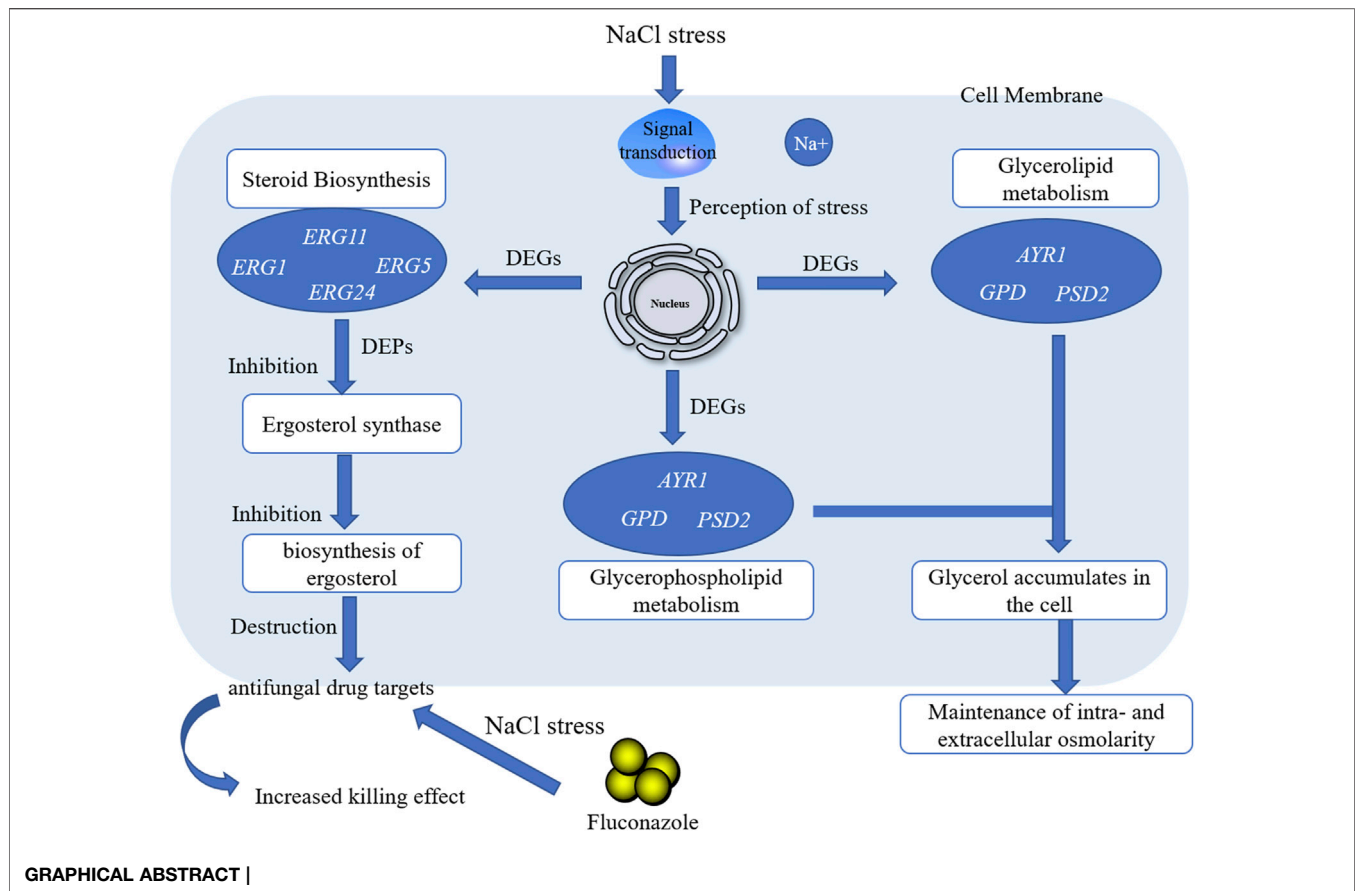 NaCl stress
Cell Membrane
Signal
transduction
Na+
Steroid Biosynthesis
Glycerolipid
metabolism
Perception of stress
ERG11
ERG1
ERG5
ERG24
DEGs
DEGs
AYR1
GPD
PSD2
Nucleus
DEPs
Inhibition
DEGs
Ergosterol synthase
AYR1
GPD
PSD2
Inhibition
biosynthesis of
ergosterol
Glycerophospholipid
metabolism
Glycerol accumulates in
the cell
Destruction
antifungal drug targets
NaCl stress
Maintenance of intra- and
extracellular osmolarity
Increased killing effect
Fluconazole
GRAPHICAL ABSTRACT |